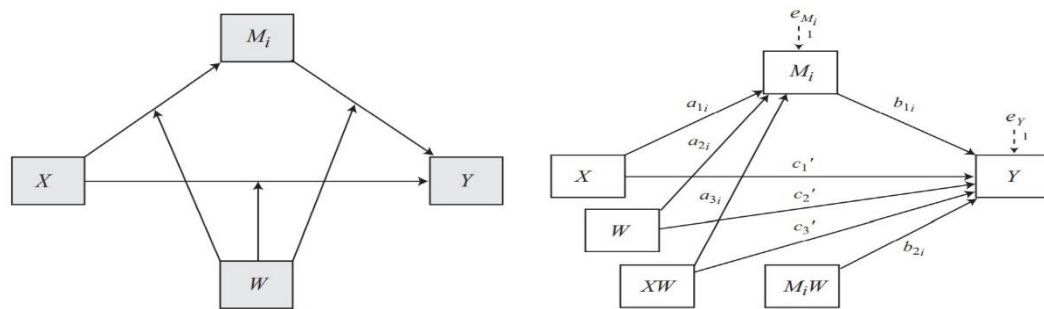 M_i
X
Y
W
e_{M_i}
1
M_i
a_{1i}
b_{1i}
e_Y
1
a_{2i}
X
c_1′
Y
c_2′
a_{3i}
W
c_3′
b_{2i}
XW
M_iW